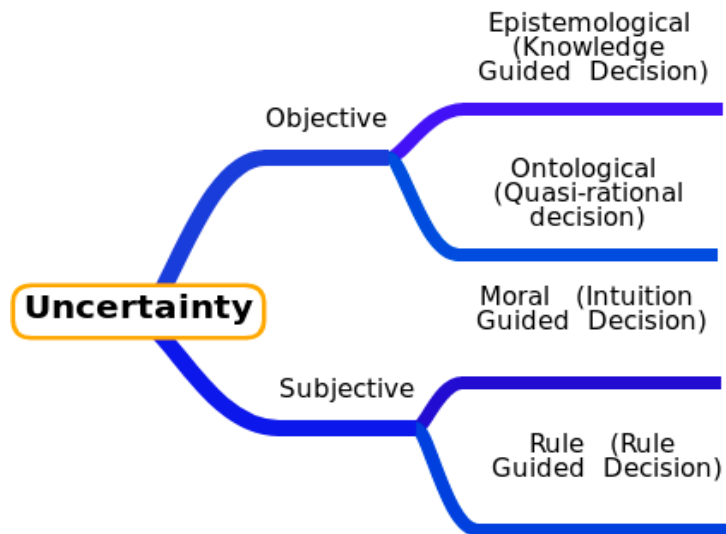 Epistemological
(Knowledge
Guided Decision)
Objective
Ontological
(Quasi-rational
decision)
Uncertainty
Moral (Intuition
Guided Decision)
Subjective
Rule (Rule
Guided Decision)